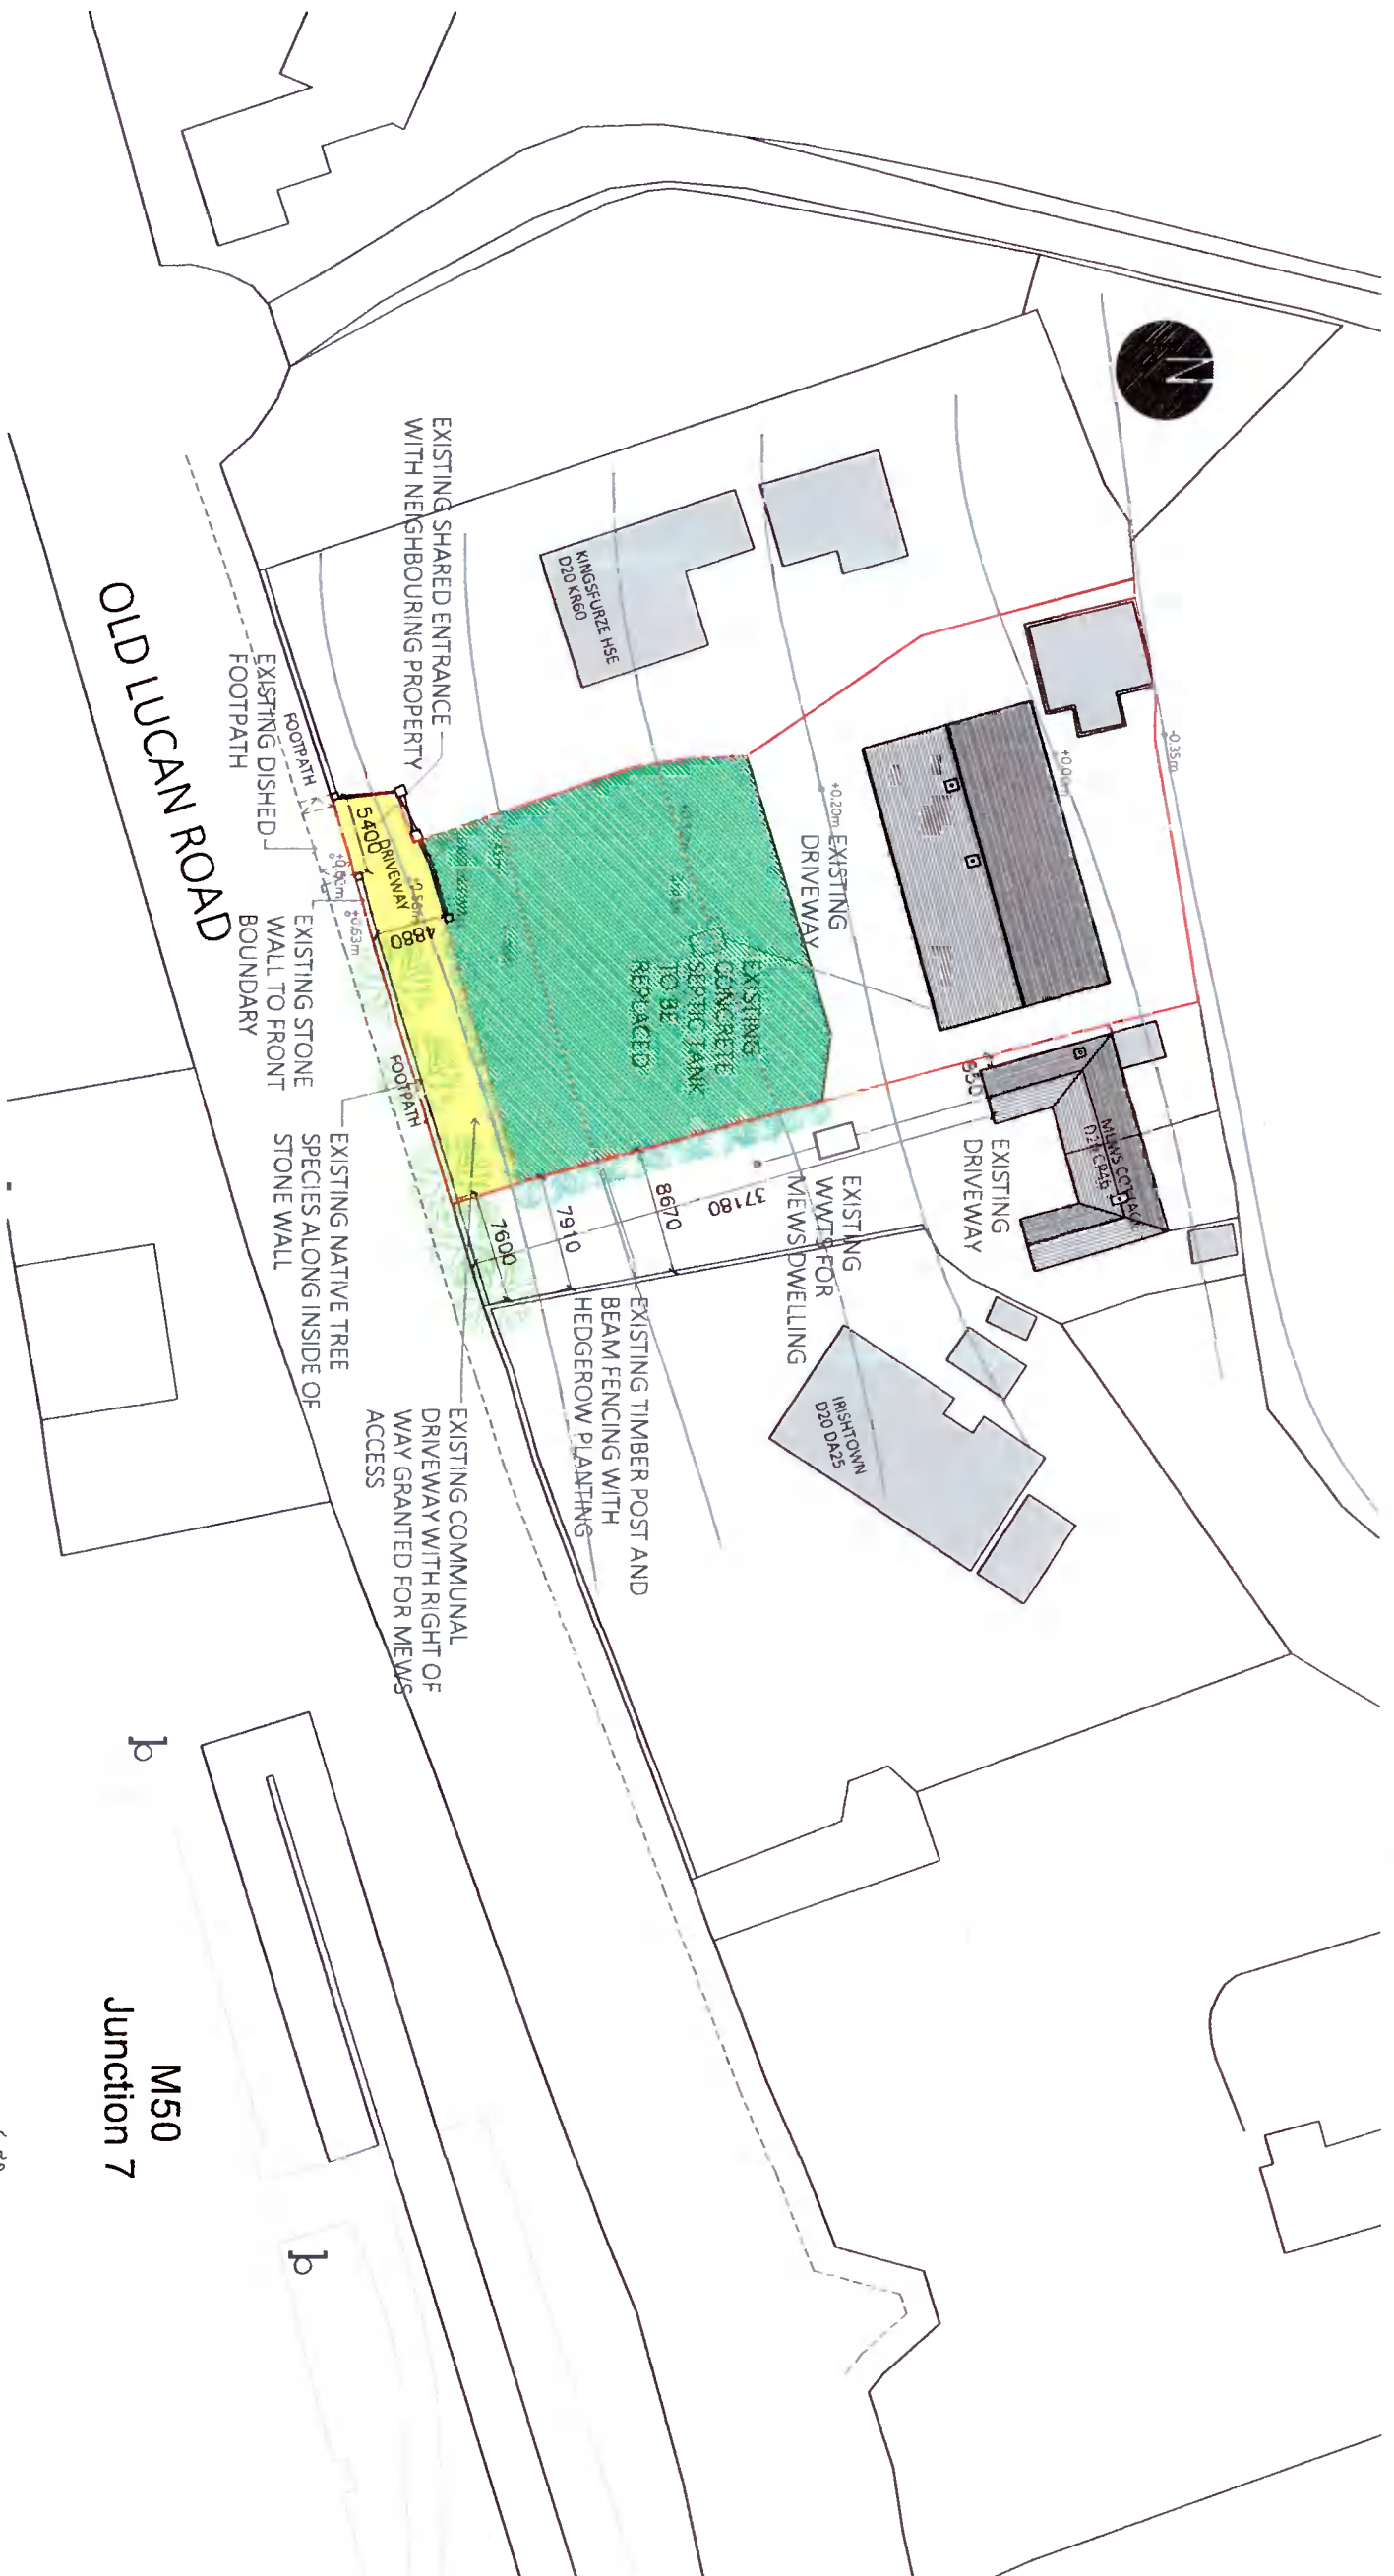 N
-0.35m
+0.00m
+0.20m
EXISTING
DRIVEWAY
KINGSFURZE HSE
D20 KR60
EXISTING SHARED ENTRANCE
WITH NEIGHBOURING PROPERTY
EXISTING
CONCRETE
SEPTIC TANK
TO BE
REPLACED
EXISTING
DRIVEWAY
EXISTING
WWTS FOR
MEWS DWELLING
IRISHTOWN
D20 DA25
37180
8670
7910
7600
5400
DRIVEWAY
4880
+0.63m
FOOTPATH
FOOTPATH
EXISTING DISHED
FOOTPATH
EXISTING STONE
WALL TO FRONT
BOUNDARY
EXISTING NATIVE TREE
SPECIES ALONG INSIDE OF
STONE WALL
EXISTING TIMBER POST AND
BEAM FENCING WITH
HEDGEROW PLANTING
EXISTING COMMUNAL
DRIVEWAY WITH RIGHT OF
WAY GRANTED FOR MEWS
ACCESS
OLD LUCAN ROAD
M50
Junction 7